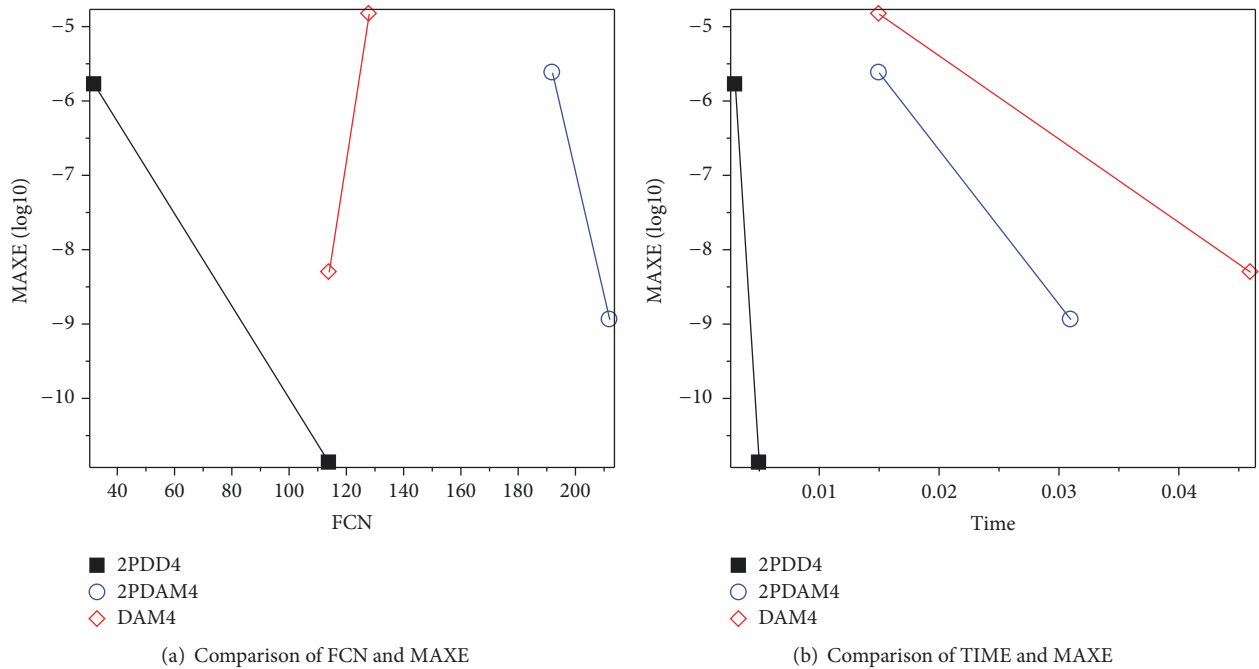 −5
−6
−7
−8
−9
−10
MAXE (log10)
40 60 80 100 120 140 160 180 200
FCN
2PDD4
2PDAM4
DAM4
(a) Comparison of FCN and MAXE
−5
−6
−7
−8
−9
−10
MAXE (log10)
0.01 0.02 0.03 0.04
Time
2PDD4
2PDAM4
DAM4
(b) Comparison of TIME and MAXE